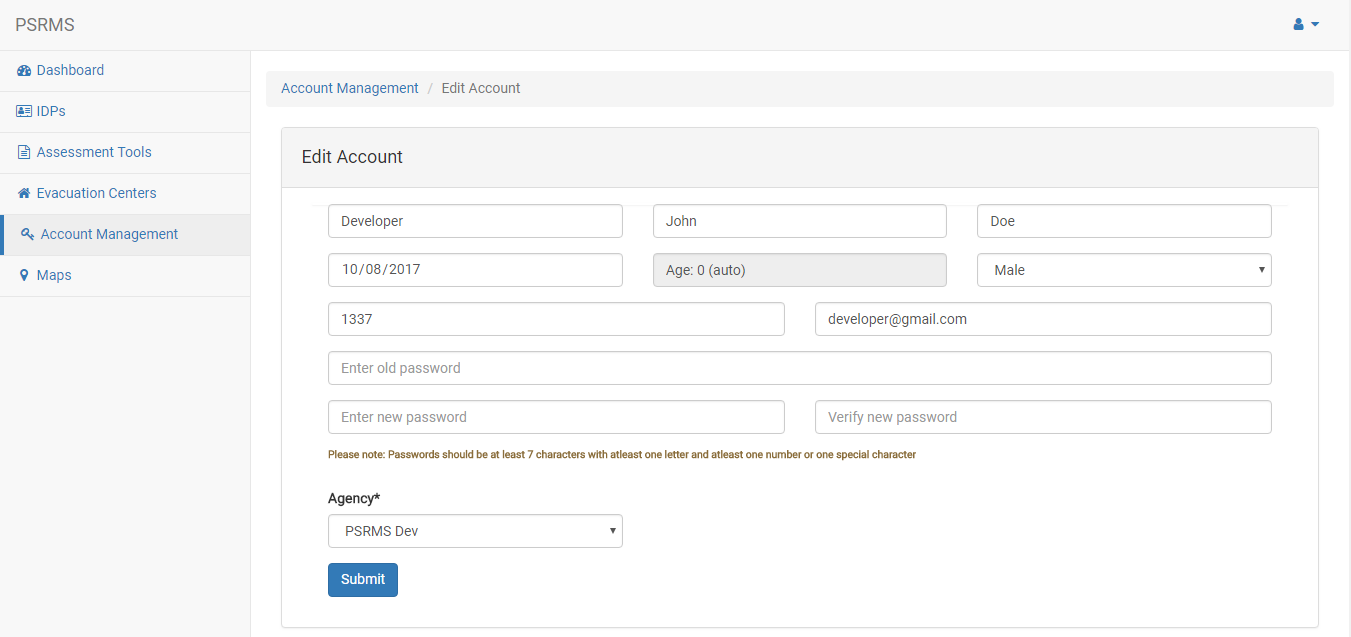 PSRMS
Dashboard
IDPs
Assessment Tools
Evacuation Centers
Account Management
Maps
Account Management / Edit Account
Edit Account
Developer John Doe
10/08/2017 Age: 0 (auto) Male
1337 developer@gmail.com
Enter old password
Enter new password Verify new password
Please note: Passwords should be at least 7 characters with atleast one letter and atleast one number or one special character
Agency*
PSRMS Dev
Submit